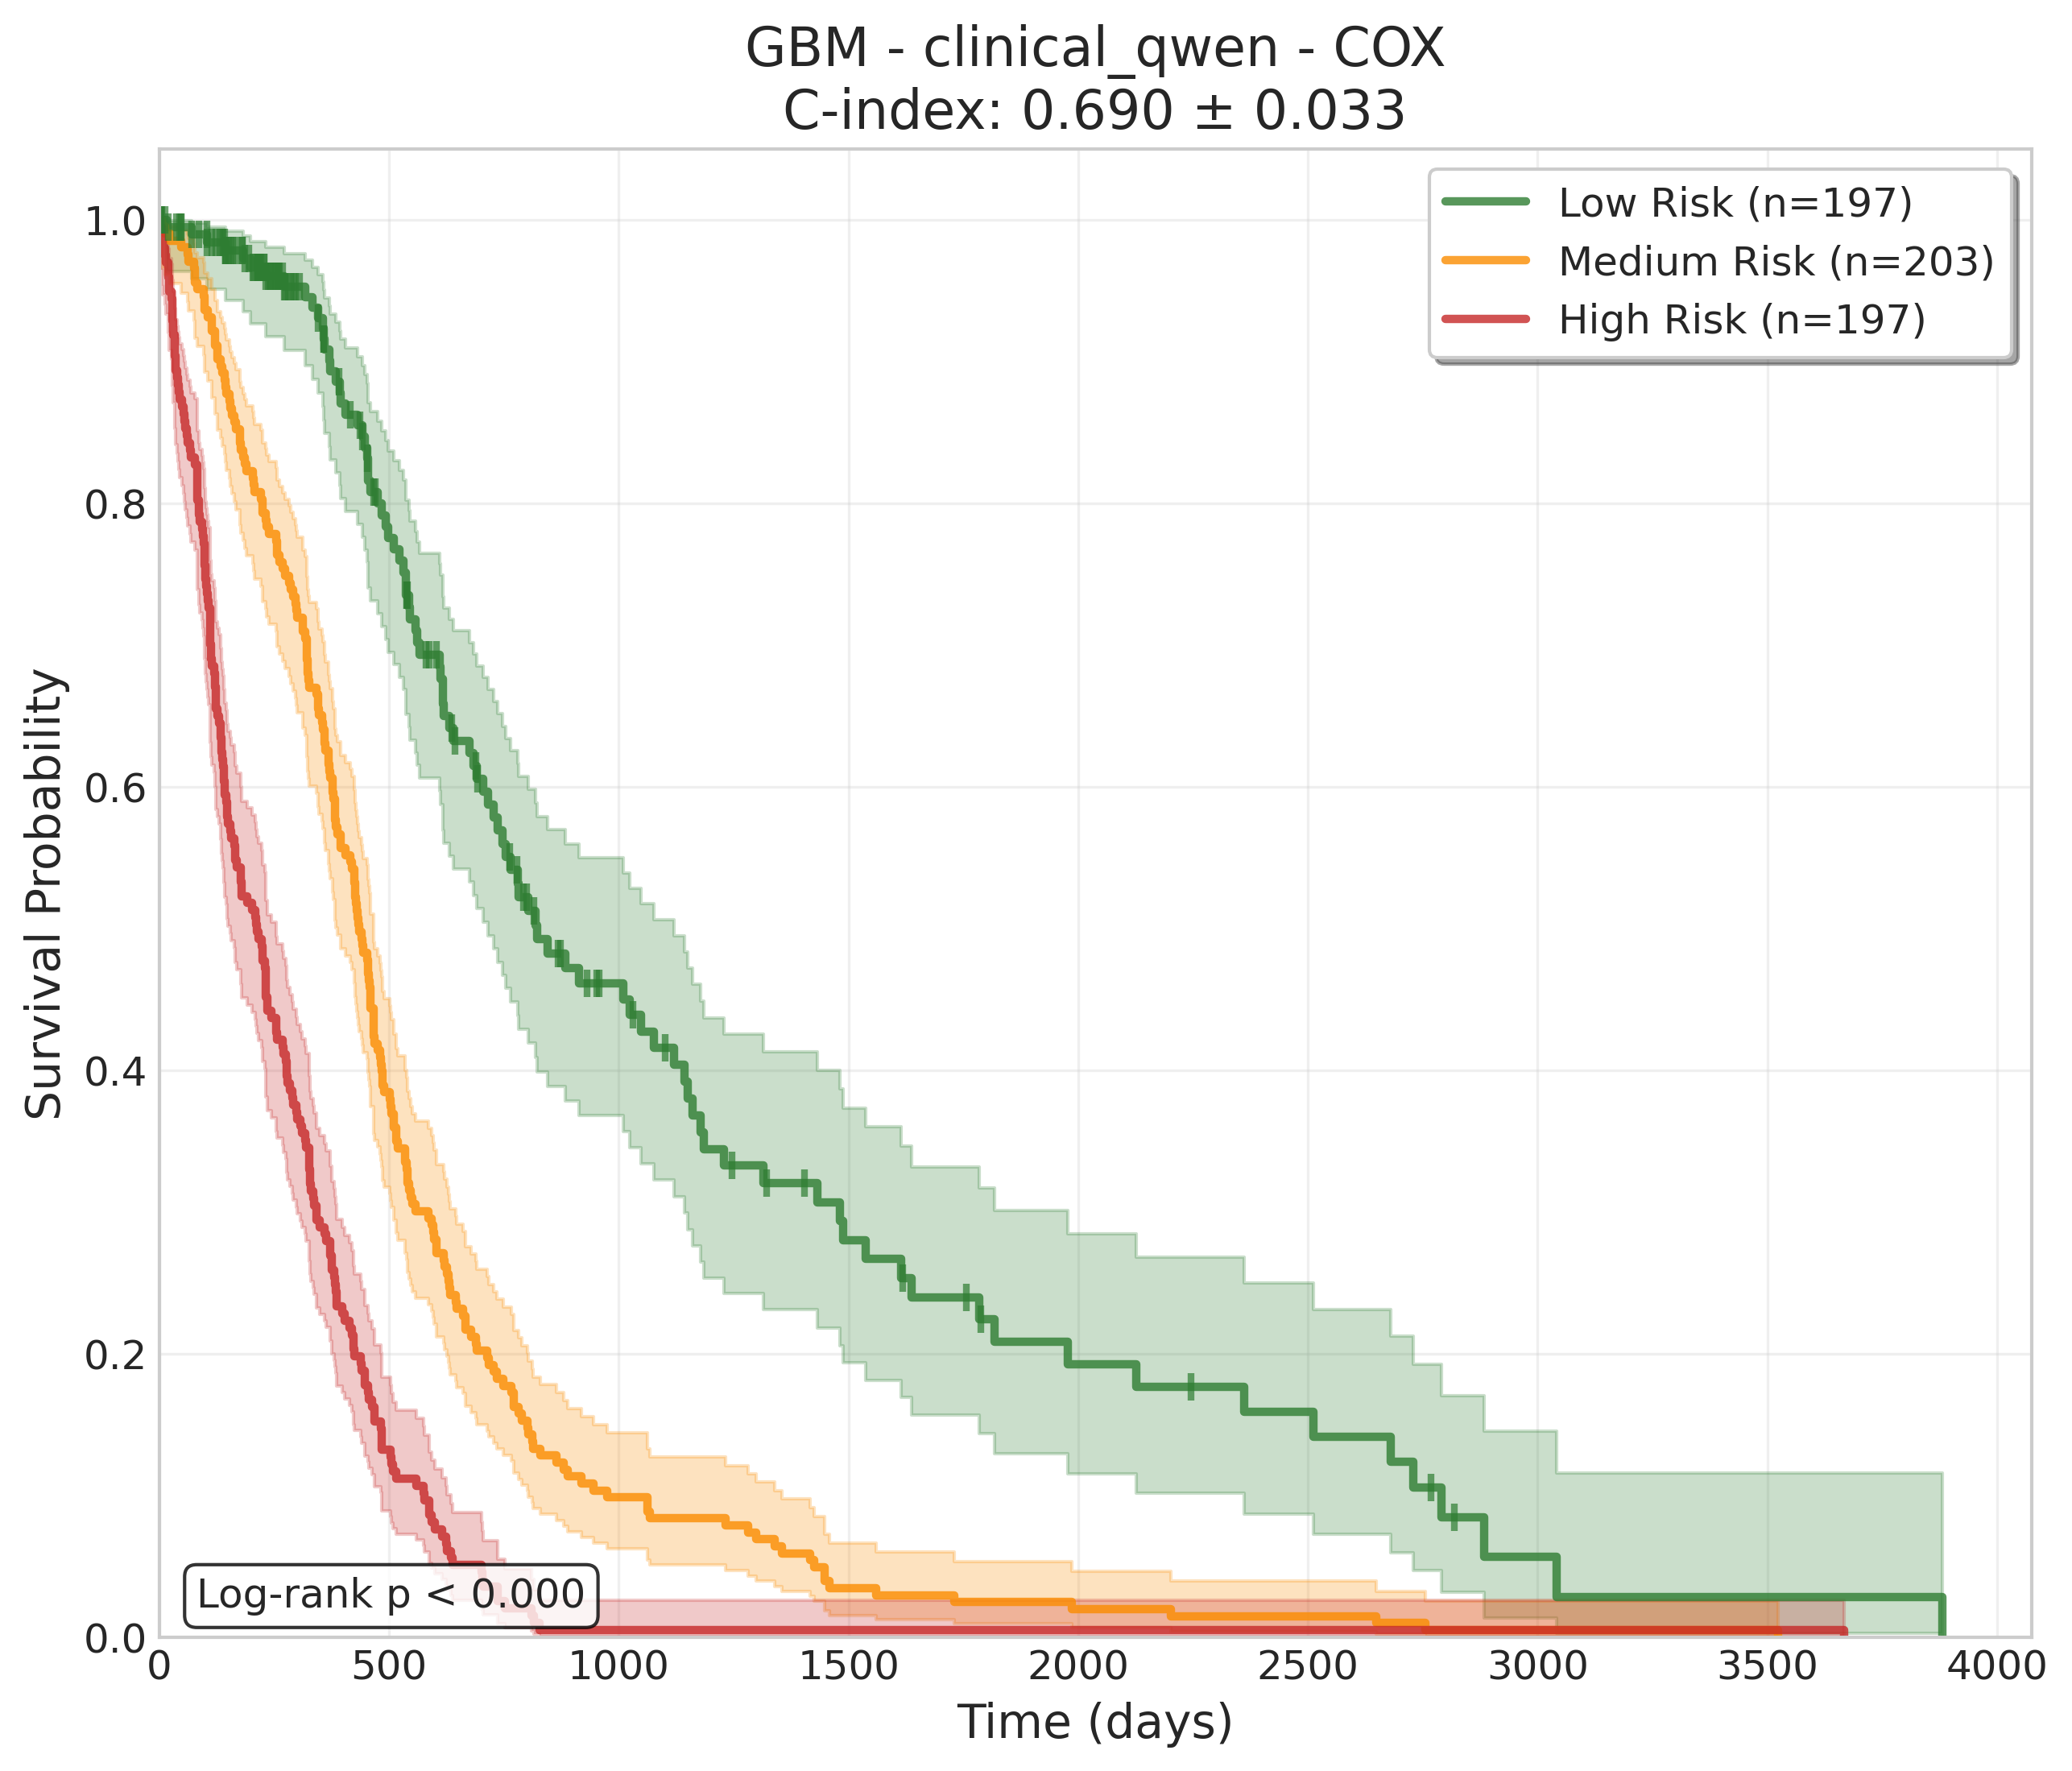 GBM - clinical_qwen - COX
C-index: 0.690 ± 0.033
Low Risk (n=197)
Medium Risk (n=203)
High Risk (n=197)
Survival Probability
1.0
0.8
0.6
0.4
0.2
0.0
Log-rank p < 0.000
0 500 1000 1500 2000 2500 3000 3500 4000
Time (days)